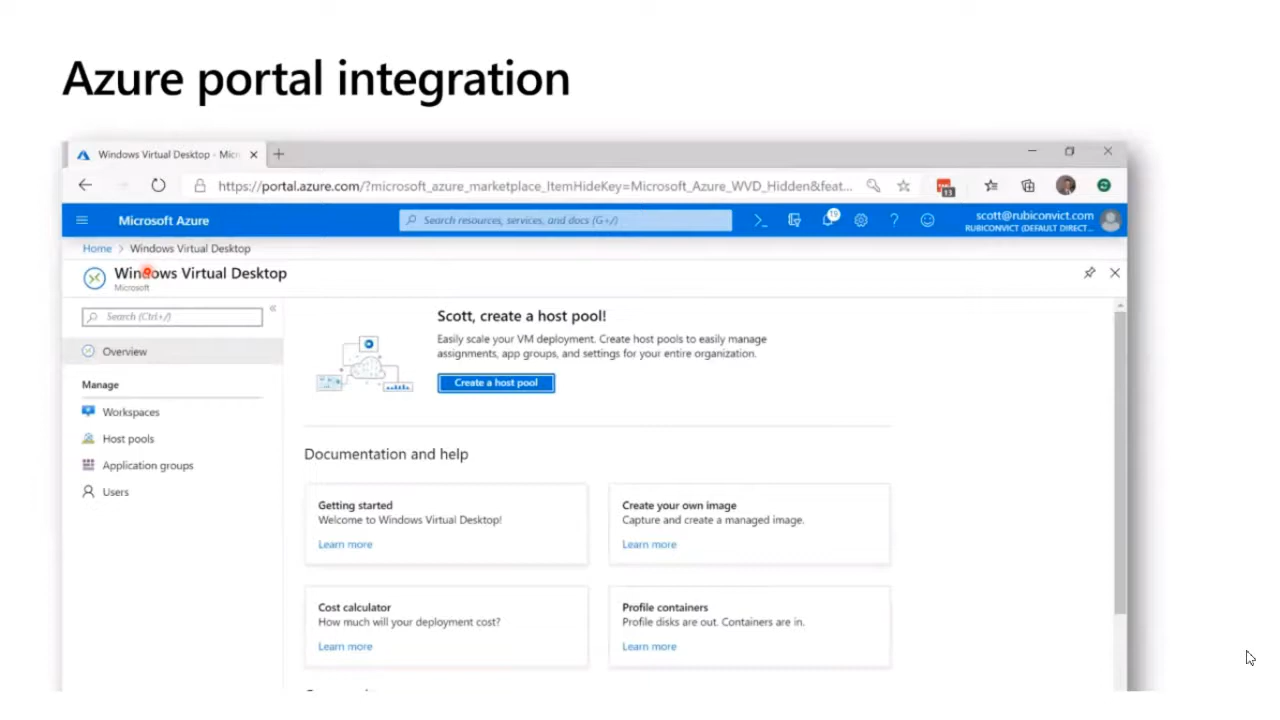 Azure portal integration
Windows Virtual Desktop - Micr
https://portal.azure.com/?microsoft_azure_marketplace_ItemHideKey=Microsoft_Azure_WVD_Hidden&feat...
13
Microsoft Azure
Search resources, services, and docs (G+/)
19
scott@rubiconvict.com
RUBICONVICT (DEFAULT DIRECT...
Home > Windows Virtual Desktop
Windows Virtual Desktop
Microsoft
Search (Ctrl+/)
Overview
Manage
Workspaces
Host pools
Application groups
Users
Scott, create a host pool!
Easily scale your VM deployment. Create host pools to easily manage
assignments, app groups, and settings for your entire organization.
Create a host pool
Documentation and help
Getting started
Welcome to Windows Virtual Desktop!
Learn more
Create your own image
Capture and create a managed image.
Learn more
Cost calculator
How much will your deployment cost?
Learn more
Profile containers
Profile disks are out. Containers are in.
Learn more